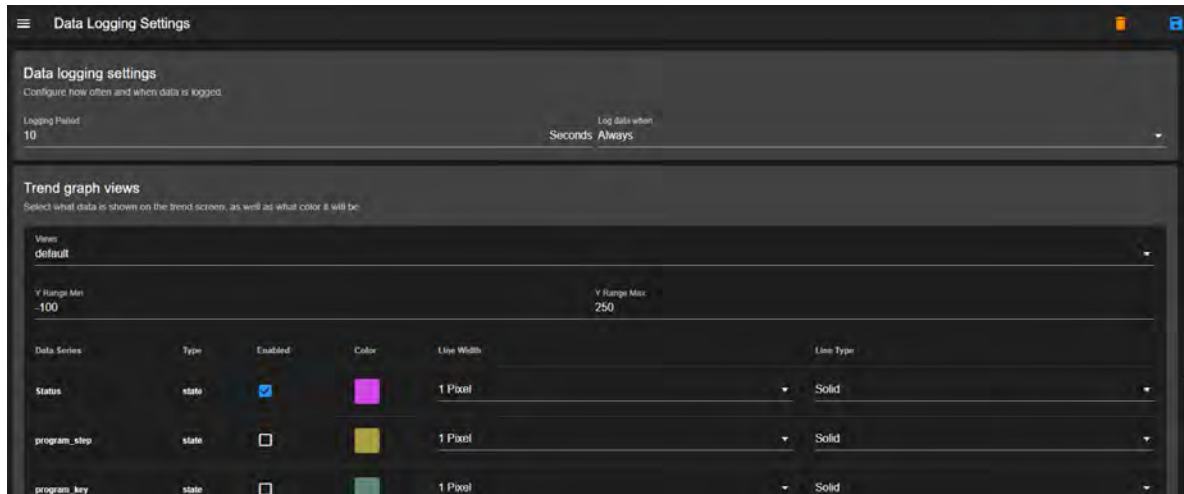 Data Logging Settings
Data logging settings
Configure how often and when data is logged.
Logging Period
10
Seconds
Log data when
Always
Trend graph views
Select what data is shown on the trend screen, as well as what color it will be.
Views
default
Y Range Min
-100
Y Range Max
250
Data Series Type Enabled Color Line Width Line Type
Status state 1 Pixel Solid
program_step state 1 Pixel Solid
program_key state 1 Pixel Solid